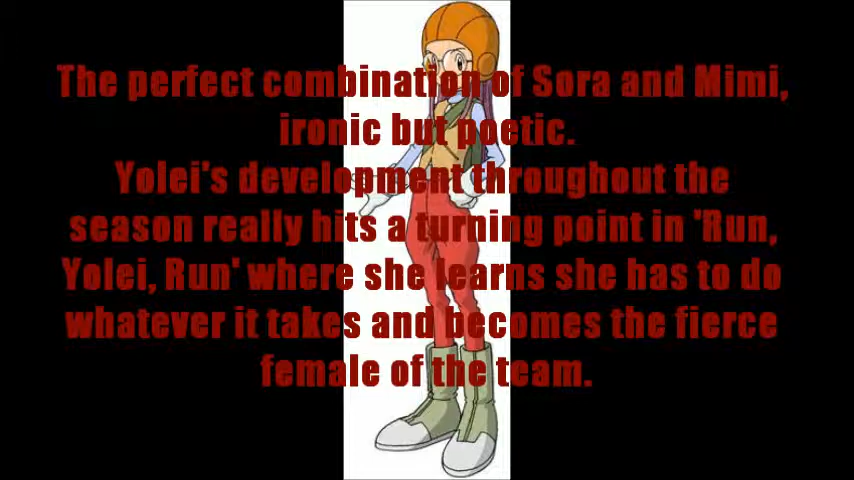 The perfect combination of Sora and Mimi,
ironic but poetic.
Yolei's development throughout the
season really hits a turning point in 'Run,
Yolei, Run' where she learns she has to do
whatever it takes and becomes the fierce
female of the team.